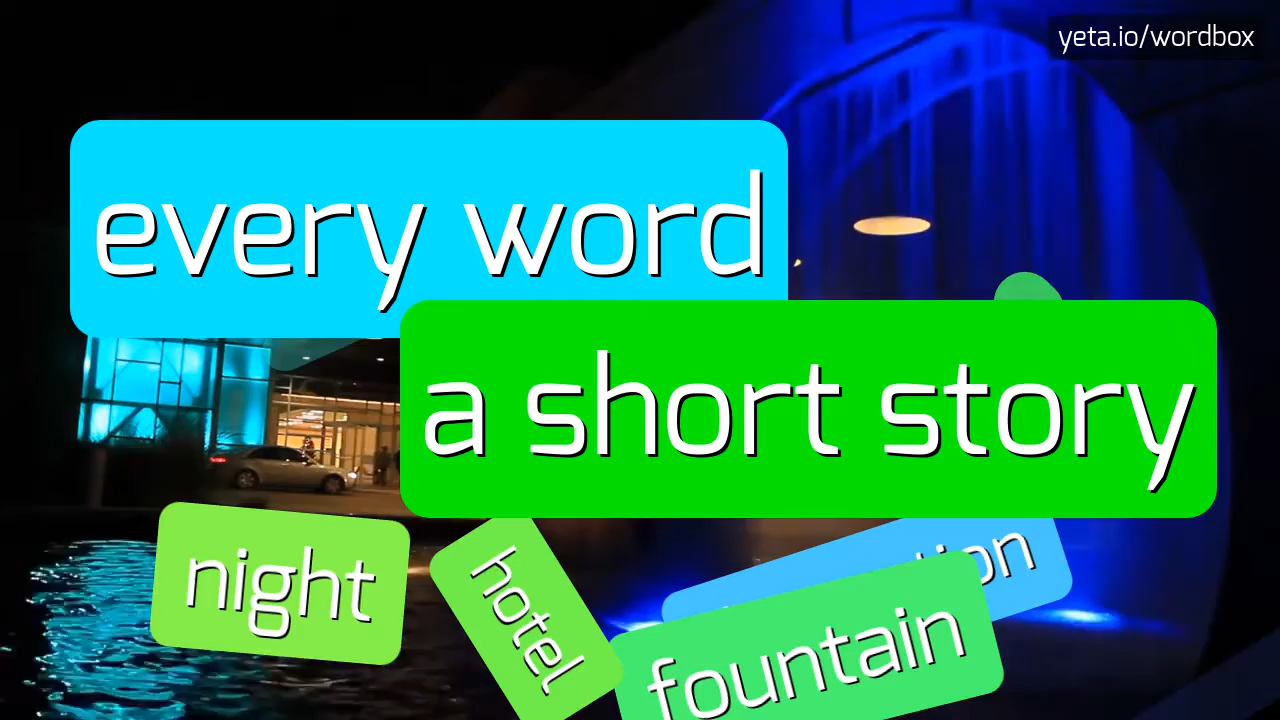 yeta.io/wordbox
every word
a short story
night
hotel
fountain